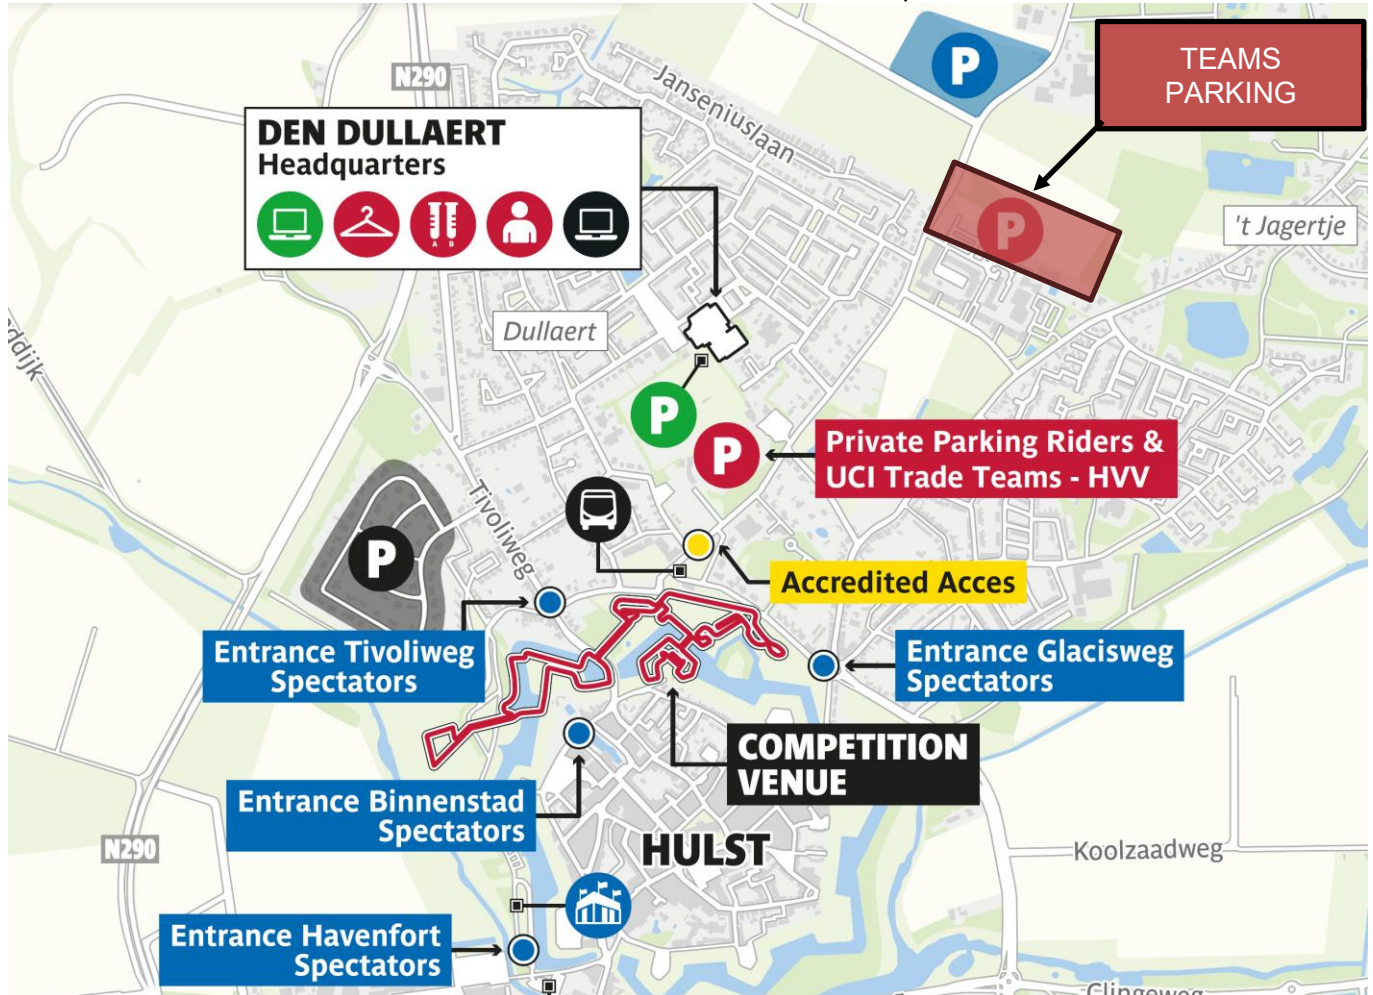 N290
P
TEAMS
PARKING
Janseniuslaan
DEN DULLAERT
Headquarters
A B
P
't Jagertje
Dullaert
P
P
Private Parking Riders &
UCI Trade Teams - HVV
Tivoliweg
P
Accredited Acces
Entrance Tivoliweg
Spectators
Entrance Glacisweg
Spectators
COMPETITION
VENUE
Entrance Binnenstad
Spectators
HULST
N290
Koolzaadweg
Entrance Havenfort
Spectators